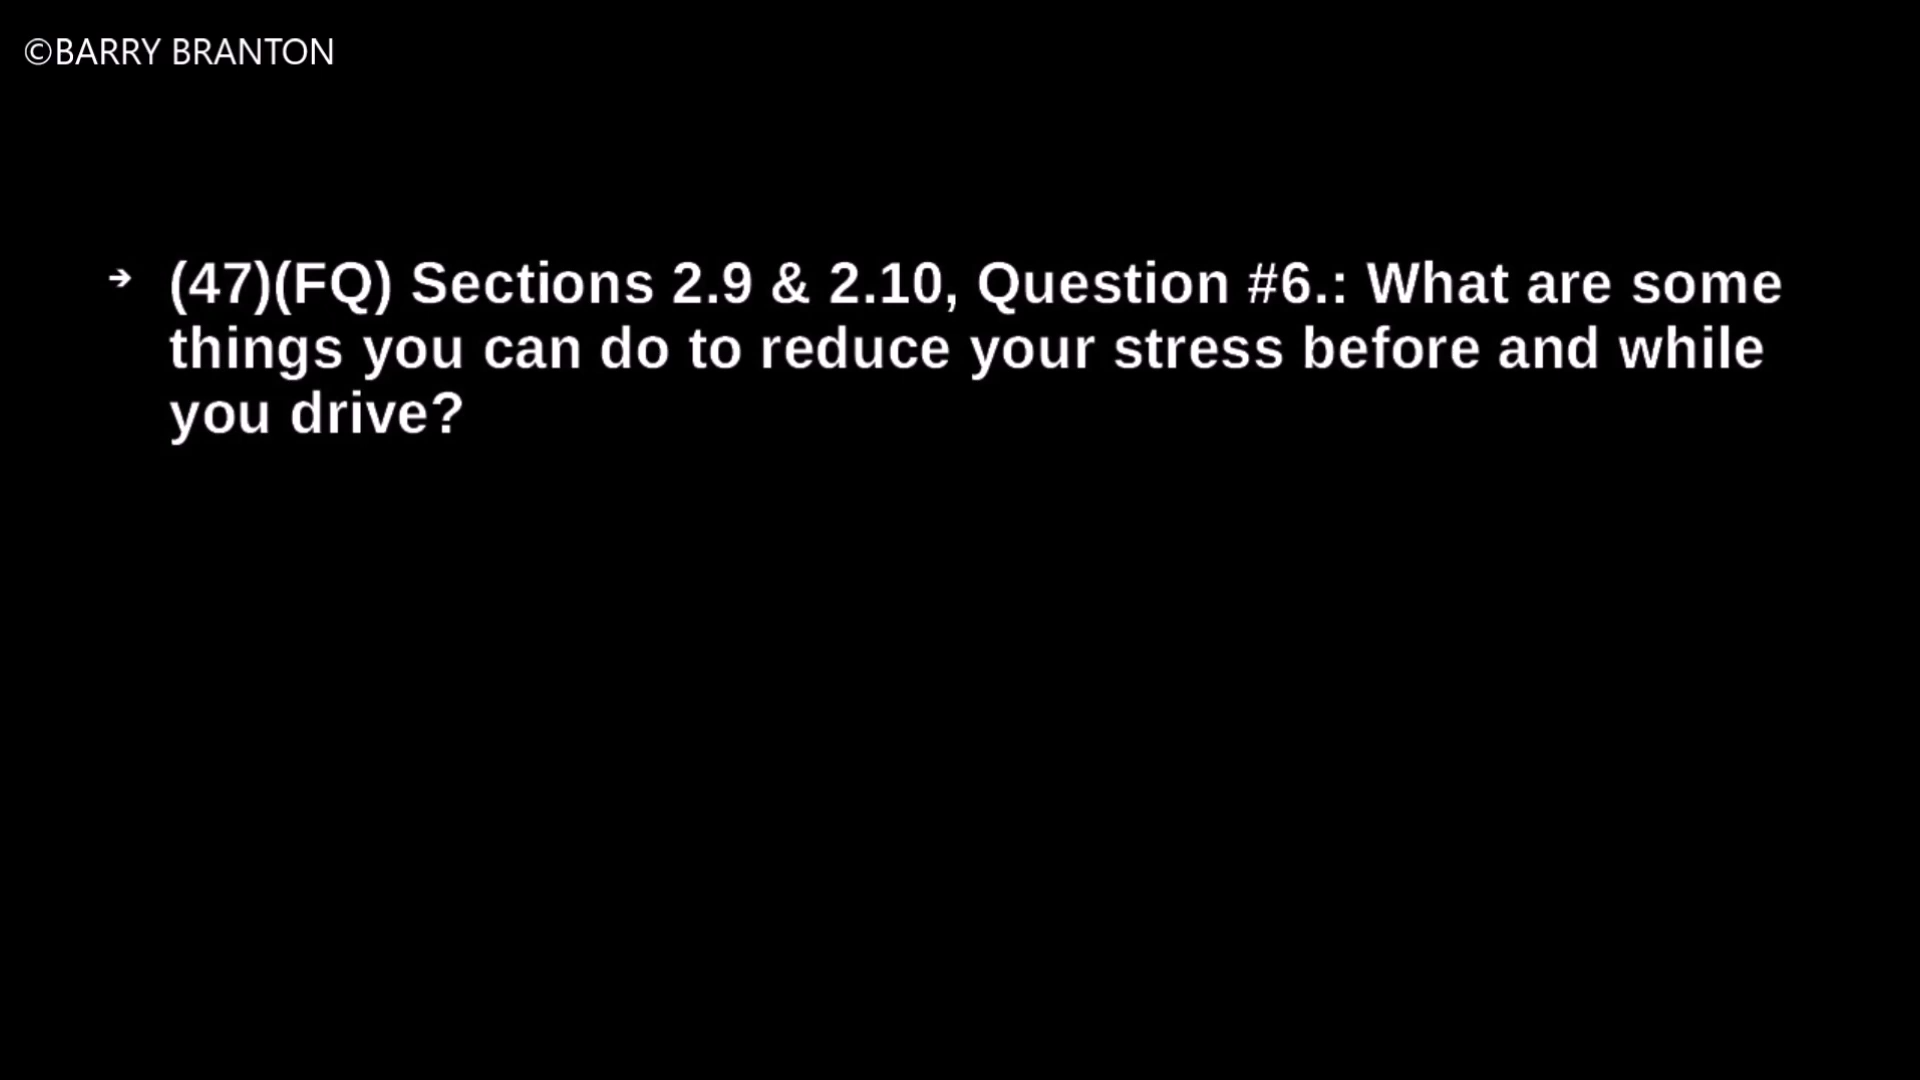 ©BARRY BRANTON
➔ (47)(FQ) Sections 2.9 & 2.10, Question #6.: What are some
things you can do to reduce your stress before and while
you drive?